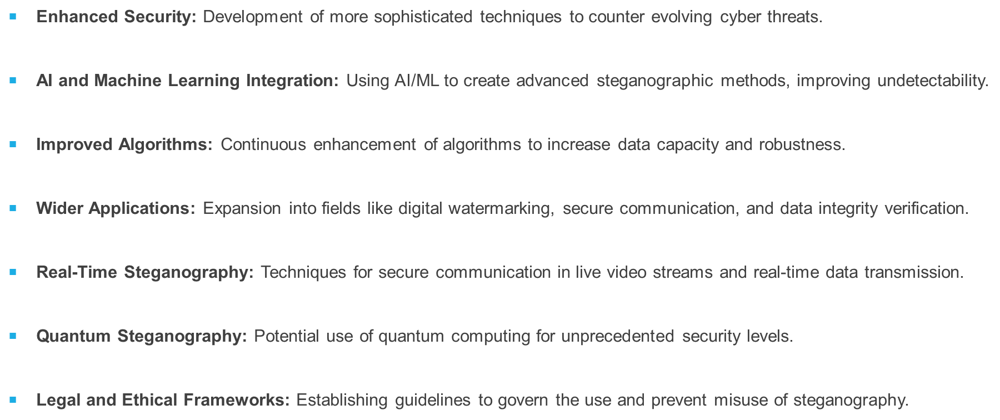 Enhanced Security: Development of more sophisticated techniques to counter evolving cyber threats.
AI and Machine Learning Integration: Using AI/ML to create advanced steganographic methods, improving undetectability.
Improved Algorithms: Continuous enhancement of algorithms to increase data capacity and robustness.
Wider Applications: Expansion into fields like digital watermarking, secure communication, and data integrity verification.
Real-Time Steganography: Techniques for secure communication in live video streams and real-time data transmission.
Quantum Steganography: Potential use of quantum computing for unprecedented security levels.
Legal and Ethical Frameworks: Establishing guidelines to govern the use and prevent misuse of steganography.